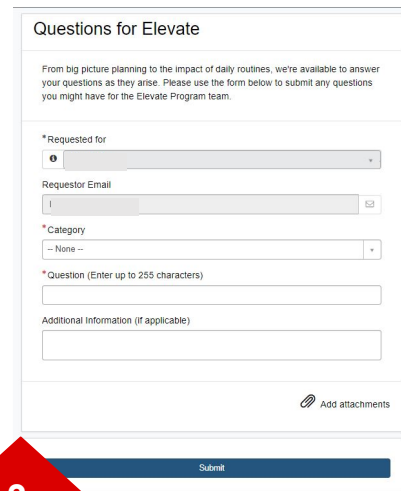 Questions for Elevate
From big picture planning to the impact of daily routines, we're available to answer
your questions as they arise. Please use the form below to submit any questions
you might have for the Elevate Program team.
*Requested for
Requestor Email
*Category
-- None --
*Question (Enter up to 255 characters)
Additional Information (if applicable)
Add attachments
Submit